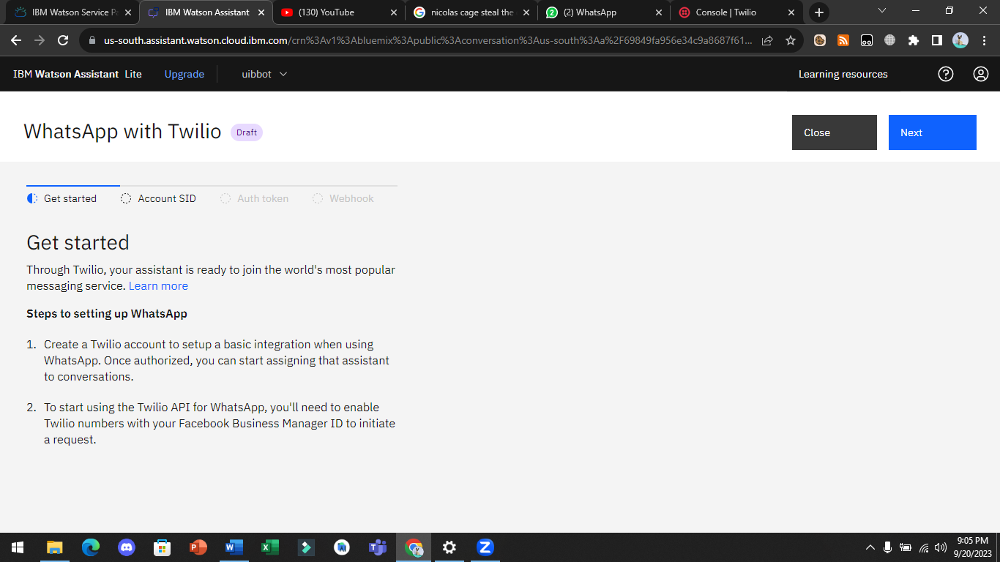 IBM Watson Service Pa
IBM Watson Assistant
(130) YouTube
nicolas cage steal the
(2) WhatsApp
Console | Twilio
us-south.assistant.watson.cloud.ibm.com/crn%3Av1%3Abluemix%3Apublic%3Aconversation%3Aus-south%3Aa%2F69849fa956e34c9a8687f61...
IBM Watson Assistant Lite
Upgrade
uibbot
Learning resources
WhatsApp with Twilio
Draft
Close
Next
Get started
Account SID
Auth token
Webhook
Get started
Through Twilio, your assistant is ready to join the world's most popular
messaging service. Learn more
Steps to setting up WhatsApp
1. Create a Twilio account to setup a basic integration when using
WhatsApp. Once authorized, you can start assigning that assistant
to conversations.
2. To start using the Twilio API for WhatsApp, you'll need to enable
Twilio numbers with your Facebook Business Manager ID to initiate
a request.
9:05 PM
9/20/2023